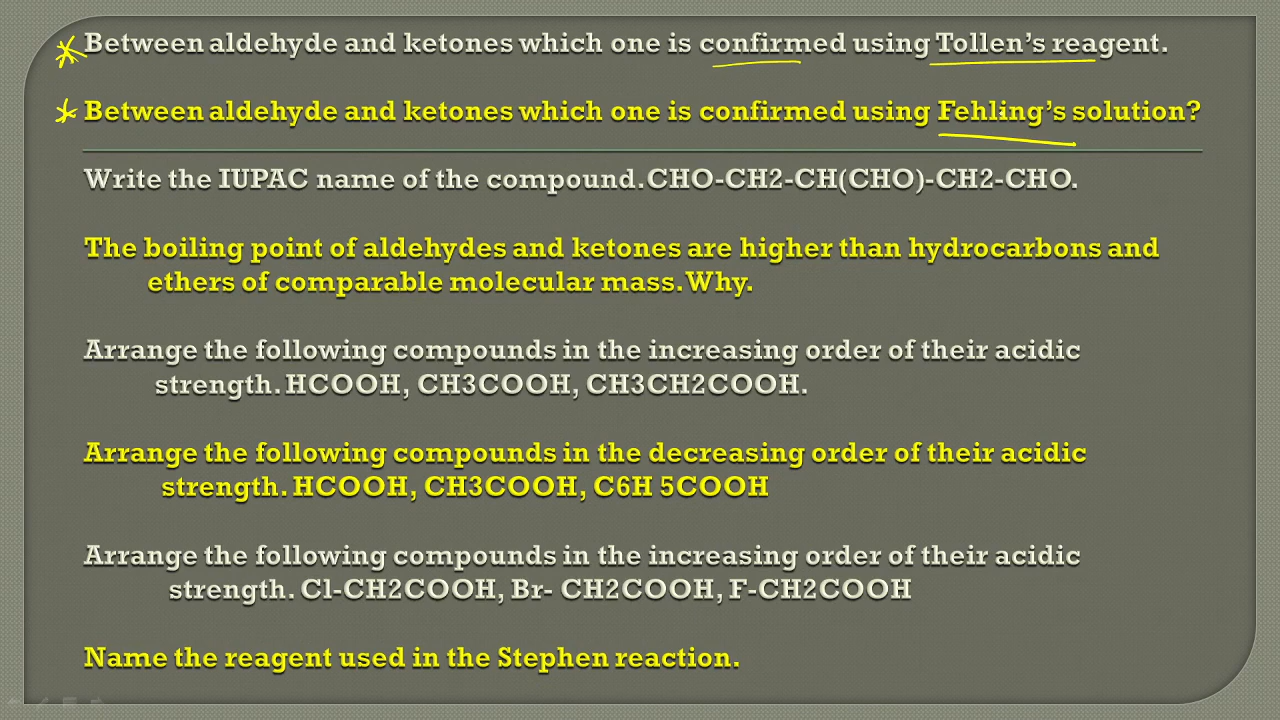 Between aldehyde and ketones which one is confirmed using Tollen's reagent.
Between aldehyde and ketones which one is confirmed using Fehling's solution?
Write the IUPAC name of the compound.CHO-CH2-CH(CHO)-CH2-CHO.
The boiling point of aldehydes and ketones are higher than hydrocarbons and
ethers of comparable molecular mass. Why.
Arrange the following compounds in the increasing order of their acidic
strength. HCOOH, CH3COOH, CH3CH2COOH.
Arrange the following compounds in the decreasing order of their acidic
strength. HCOOH, CH3COOH, C6H 5COOH
Arrange the following compounds in the increasing order of their acidic
strength. Cl-CH2COOH, Br- CH2COOH, F-CH2COOH
Name the reagent used in the Stephen reaction.